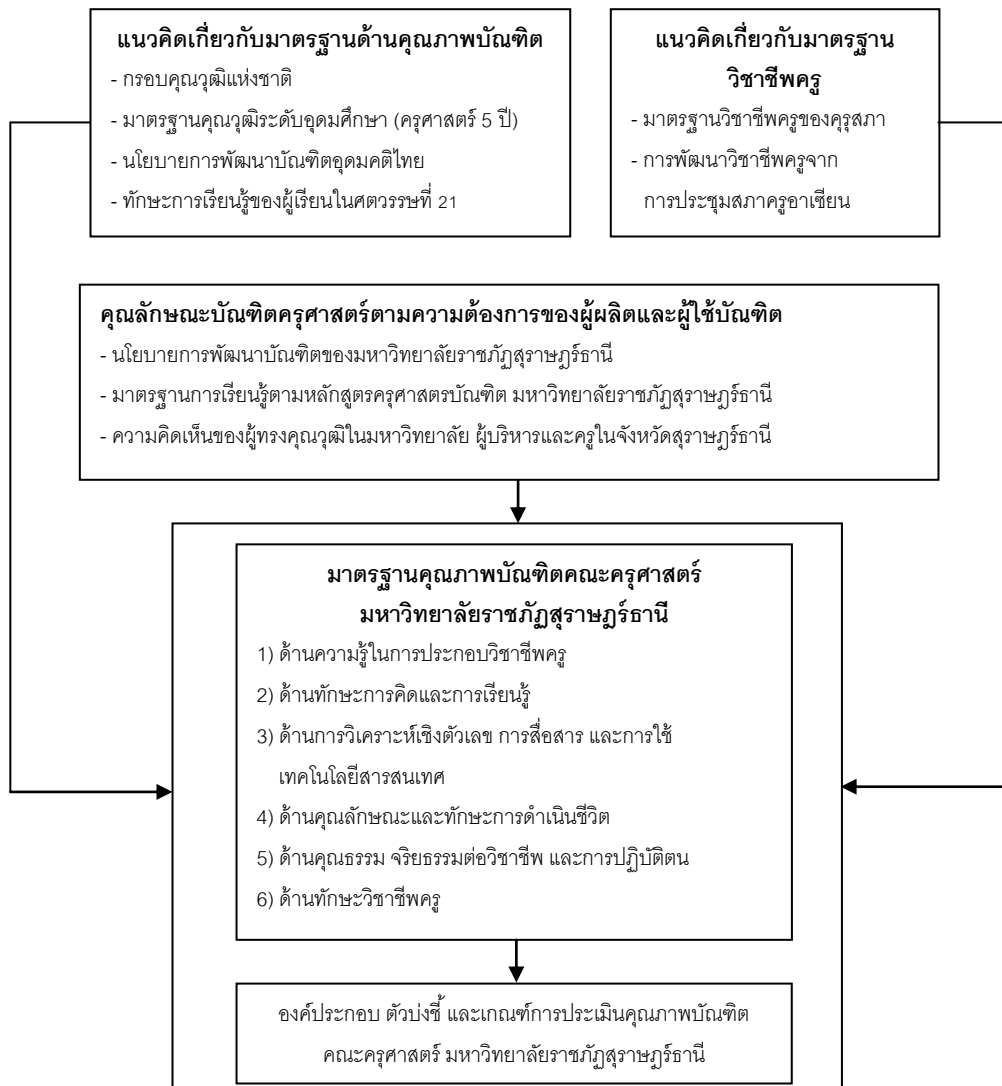 แนวคิดเกี่ยวกับมาตรฐานด้านคุณภาพบัณฑิต
- กรอบคุณวุฒิแห่งชาติ
- มาตรฐานคุณวุฒิระดับอุดมศึกษา (ครุศาสตร์ 5 ปี)
- นโยบายการพัฒนาบัณฑิตอุดมคติไทย
- ทักษะการเรียนรู้ของผู้เรียนในศตวรรษที่ 21
แนวคิดเกี่ยวกับมาตรฐาน
วิชาชีพครู
- มาตรฐานวิชาชีพครูของคุรุสภา
- การพัฒนาวิชาชีพครูจาก
การประชุมสภาครูอาเซียน
คุณลักษณะบัณฑิตครุศาสตร์ตามความต้องการของผู้ผลิตและผู้ใช้บัณฑิต
- นโยบายการพัฒนาบัณฑิตของมหาวิทยาลัยราชภัฏสุราษฎร์ธานี
- มาตรฐานการเรียนรู้ตามหลักสูตรครุศาสตรบัณฑิต มหาวิทยาลัยราชภัฏสุราษฎร์ธานี
- ความคิดเห็นของผู้ทรงคุณวุฒิในมหาวิทยาลัย ผู้บริหารและครูในจังหวัดสุราษฎร์ธานี
มาตรฐานคุณภาพบัณฑิตคณะครุศาสตร์
มหาวิทยาลัยราชภัฏสุราษฎร์ธานี
1) ด้านความรู้ในการประกอบวิชาชีพครู
2) ด้านทักษะการคิดและการเรียนรู้
3) ด้านการวิเคราะห์เชิงตัวเลข การสื่อสาร และการใช้
เทคโนโลยีสารสนเทศ
4) ด้านคุณลักษณะและทักษะการดำเนินชีวิต
5) ด้านคุณธรรม จริยธรรมต่อวิชาชีพ และการปฏิบัติตน
6) ด้านทักษะวิชาชีพครู
องค์ประกอบ ตัวบ่งชี้ และเกณฑ์การประเมินคุณภาพบัณฑิต
คณะครุศาสตร์ มหาวิทยาลัยราชภัฏสุราษฎร์ธานี